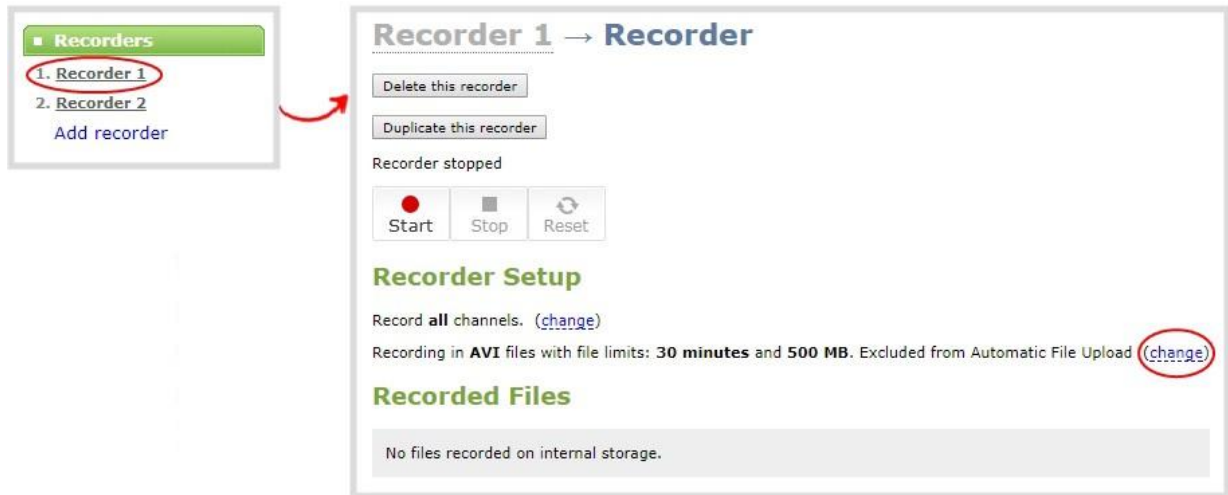 Recorders
1. Recorder 1
2. Recorder 2
Add recorder
Recorder 1 → Recorder
Delete this recorder
Duplicate this recorder
Recorder stopped
Start Stop Reset
Recorder Setup
Record all channels. (change)
Recording in AVI files with file limits: 30 minutes and 500 MB. Excluded from Automatic File Upload (change)
Recorded Files
No files recorded on internal storage.